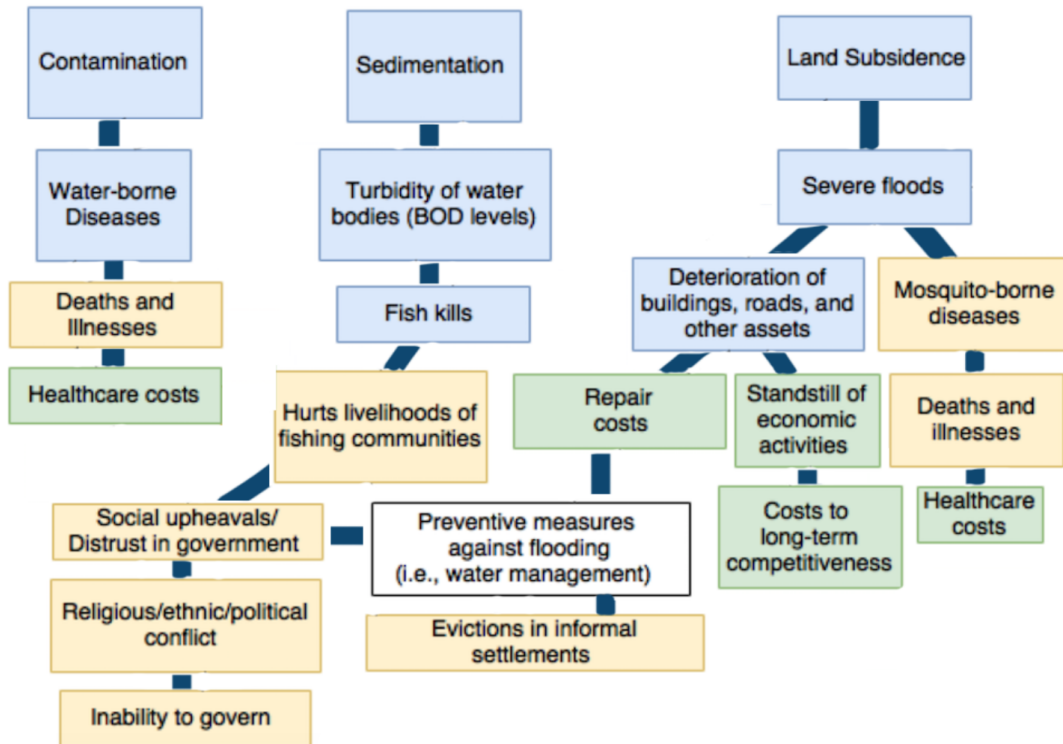 Contamination
Sedimentation
Land Subsidence
Water-borne
Diseases
Turbidity of water
bodies (BOD levels)
Severe floods
Deaths and
Illnesses
Fish kills
Deterioration of
buildings, roads, and
other assets
Mosquito-borne
diseases
Healthcare costs
Hurts livelihoods of
fishing communities
Repair
costs
Standstill of
economic
activities
Deaths and
illnesses
Social upheavals/
Distrust in government
Preventive measures
against flooding
(i.e., water management)
Costs to
long-term
competitiveness
Healthcare
costs
Religious/ethnic/political
conflict
Evictions in informal
settlements
Inability to govern